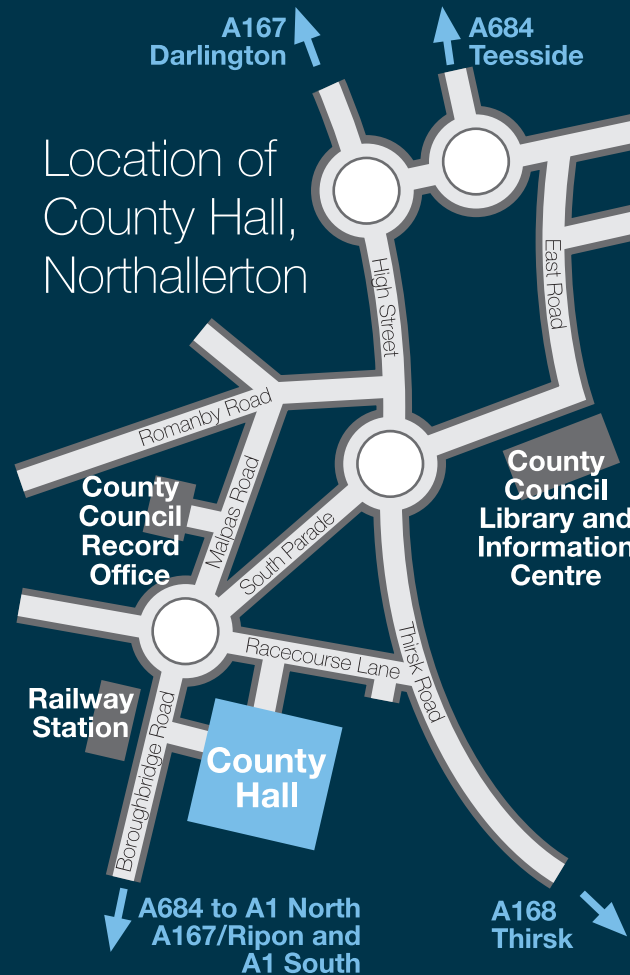 A167
Darlington
A684
Teesside
Location of
County Hall,
Northallerton
High Street
East Road
Romanby Road
County
Council
Record
Office
Malpas Road
South Parade
County
Council
Library and
Information
Centre
Thirsk Road
Racecourse Lane
Railway
Station
Boroughbridge Road
County
Hall
A684 to A1 North
A167/Ripon and
A1 South
A168
Thirsk